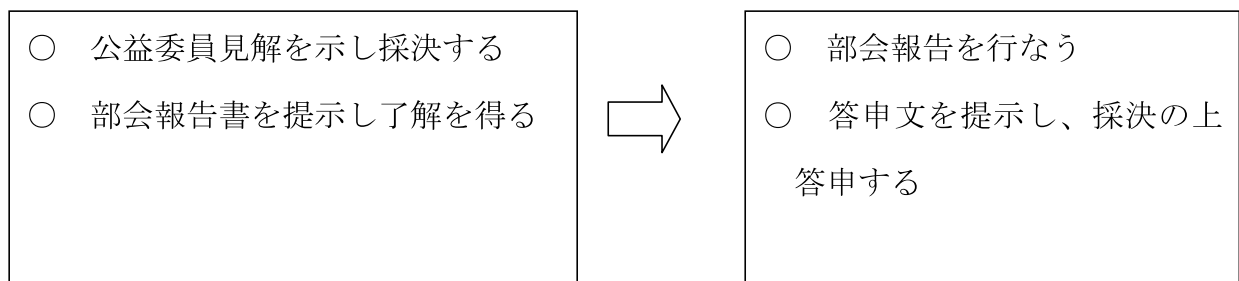 ○ 公益委員見解を示し採決する
○ 部会報告書を提示し了解を得る
○ 部会報告を行なう
○ 答申文を提示し、採決の上
答申する